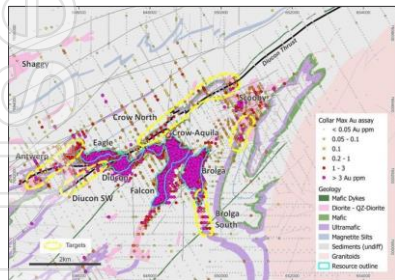 Shaggy
Diucon Thrust
Crow North
Crow-Aquila
Eagle
Antwerp
Diucon
Diucon SW
Falcon
Brolga
Brolga
South
Targets
2km
Collar Max Au assay
< 0.05 Au ppm
0.05 - 0.1
0.1
0.2 - 1
1 - 3
> 3 Au ppm
Geology
Mafic Dykes
Diorite - QZ-Diorite
Mafic
Ultramafic
Magnetite Sills
Sediments (undiff)
Granitoids
Resource outline